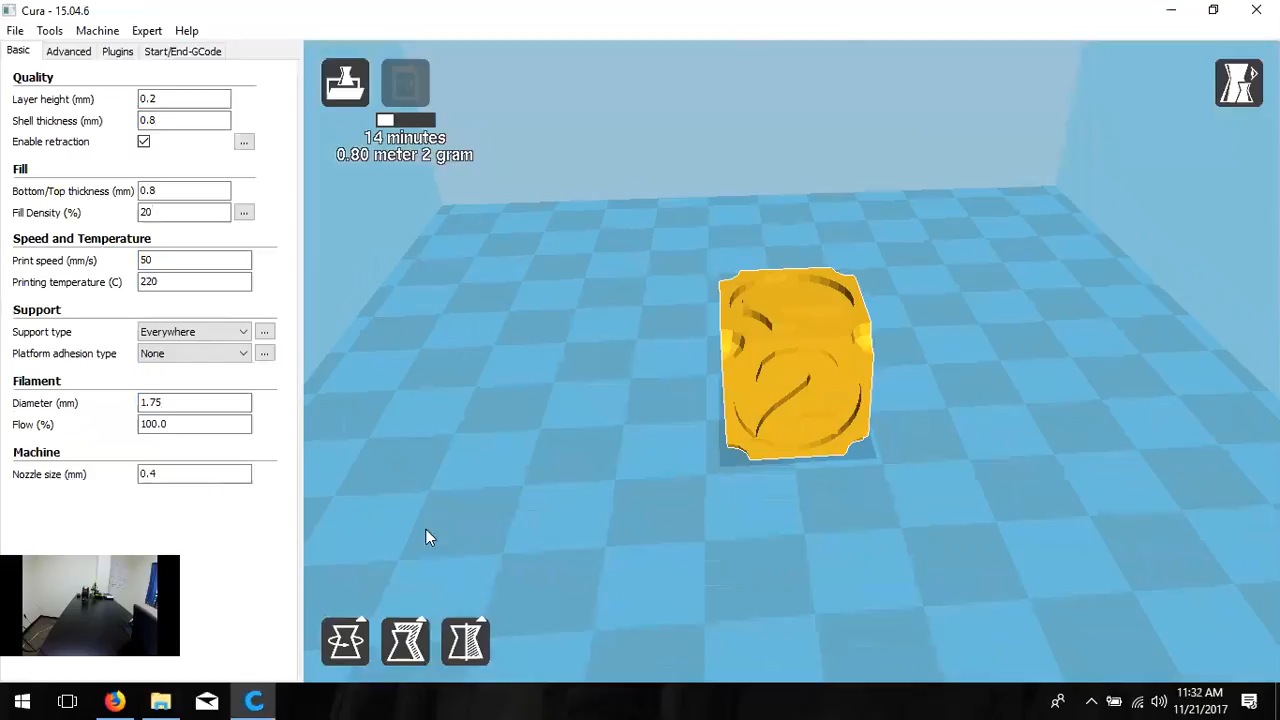 Cura - 15.04.6
File Tools Machine Expert Help
Basic Advanced Plugins Start/End-GCode
Quality
Layer height (mm) 0.2
Shell thickness (mm) 0.8
Enable retraction ...
Fill
Bottom/Top thickness (mm) 0.8
Fill Density (%) 20 ...
Speed and Temperature
Print speed (mm/s) 50
Printing temperature (C) 220
Support
Support type Everywhere ...
Platform adhesion type None ...
Filament
Diameter (mm) 1.75
Flow (%) 100.0
Machine
Nozzle size (mm) 0.4
14 minutes
0.80 meter 2 gram
11:32 AM
11/21/2017